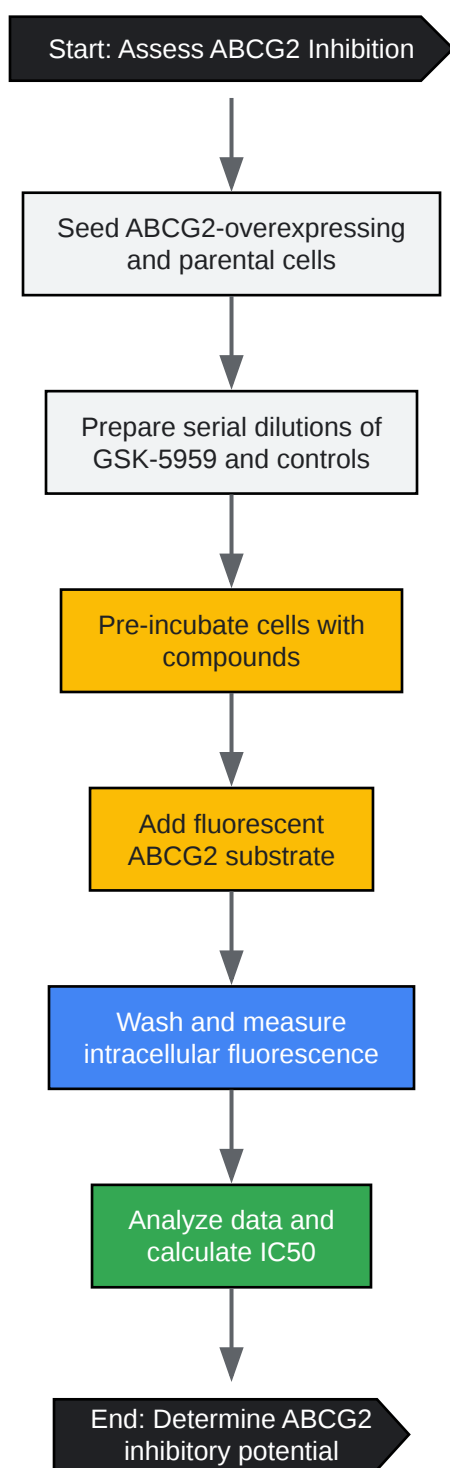 Start: Assess ABCG2 Inhibition
Seed ABCG2-overexpressing
and parental cells
Prepare serial dilutions of
GSK-5959 and controls
Pre-incubate cells with
compounds
Add fluorescent
ABCG2 substrate
Wash and measure
intracellular fluorescence
Analyze data and
calculate IC50
End: Determine ABCG2
inhibitory potential